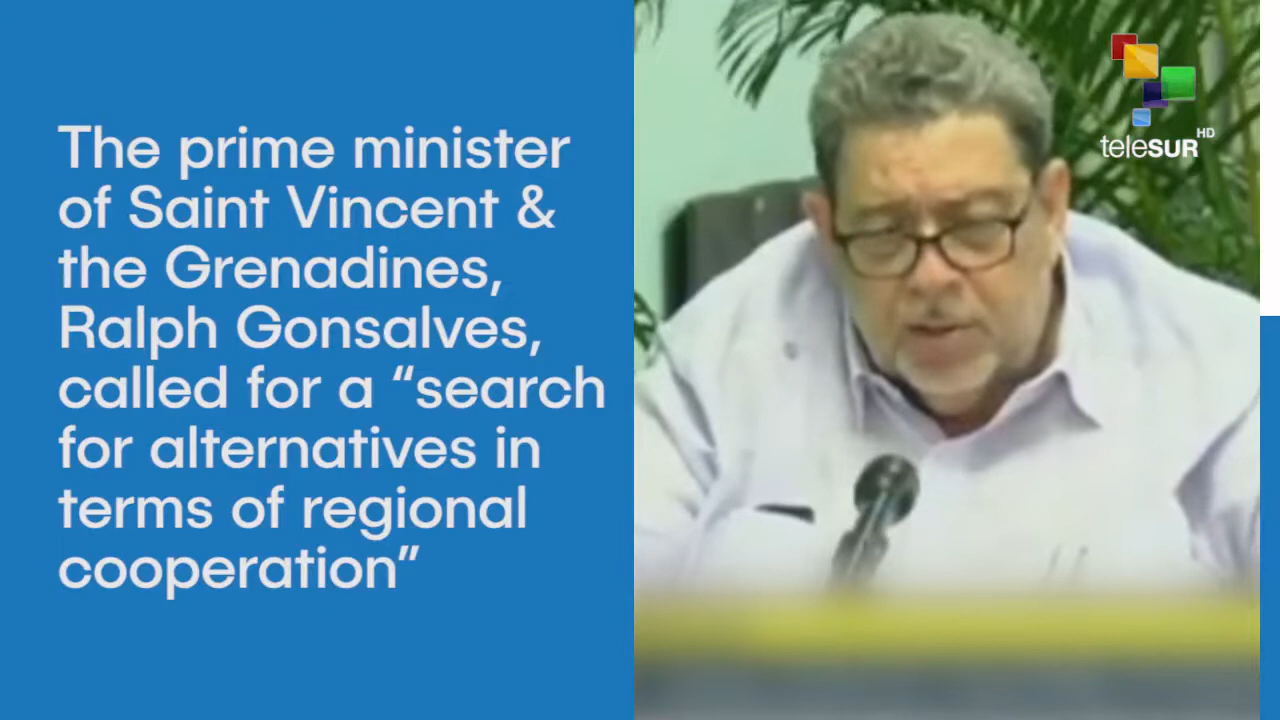 The prime minister
of Saint Vincent &
the Grenadines,
Ralph Gonsalves,
called for a “search
for alternatives in
terms of regional
cooperation”
teleSUR HD